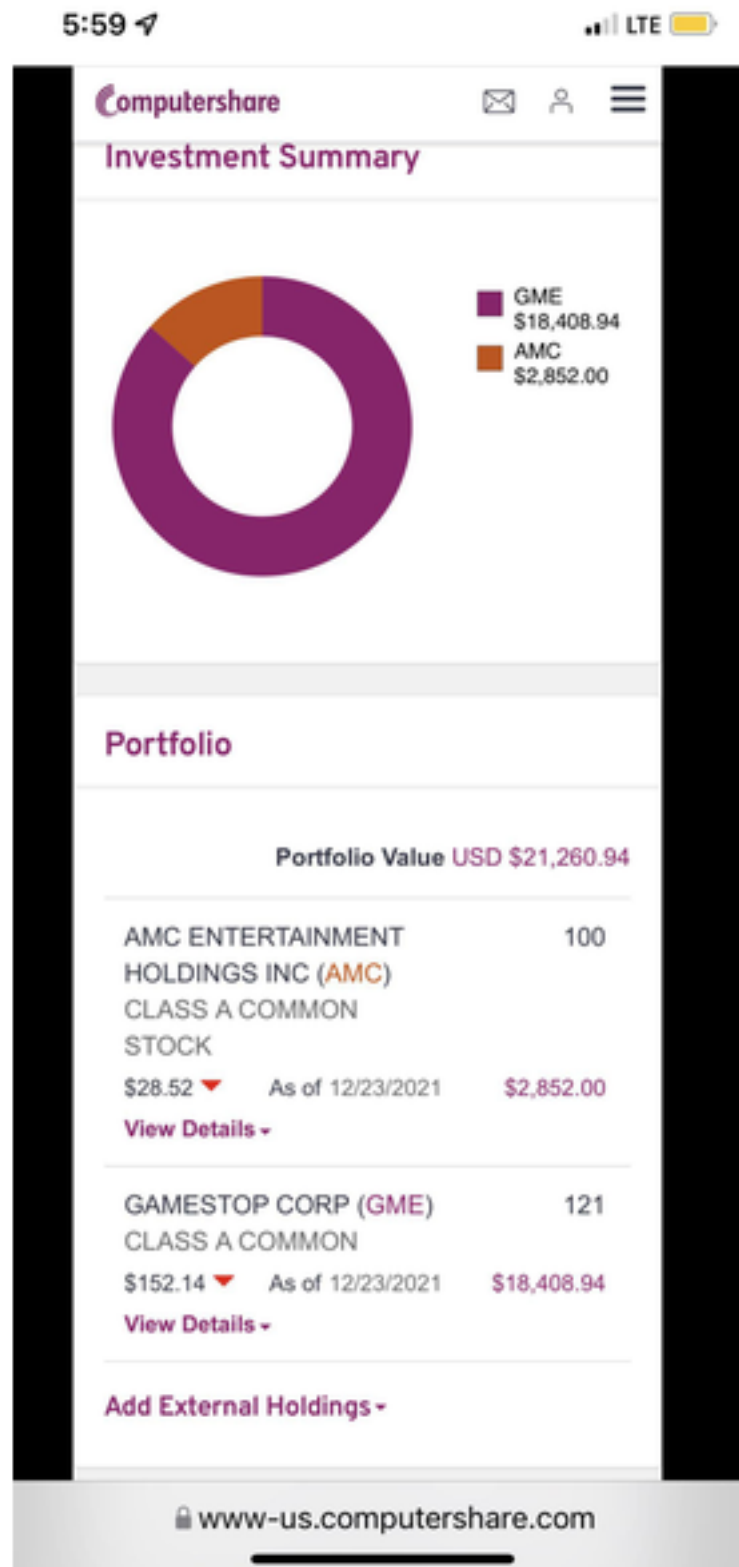 5:59 LTE
Computershare
Investment Summary
GME
$18,408.94
AMC
$2,852.00
Portfolio
Portfolio Value USD $21,260.94
AMC ENTERTAINMENT 100
HOLDINGS INC (AMC)
CLASS A COMMON
STOCK
$28.52 As of 12/23/2021 $2,852.00
View Details
GAMESTOP CORP (GME) 121
CLASS A COMMON
$152.14 As of 12/23/2021 $18,408.94
View Details
Add External Holdings
www-us.computershare.com